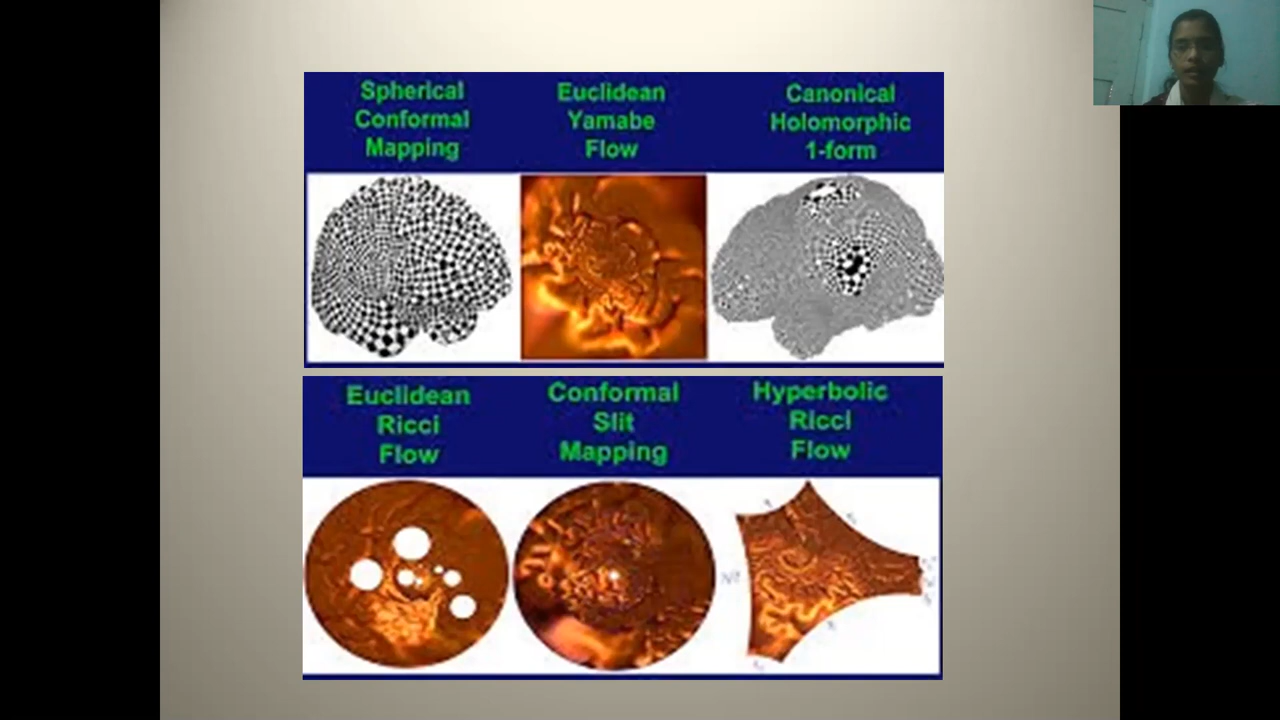 Spherical
Conformal
Mapping
Euclidean
Yamabe
Flow
Canonical
Holomorphic
1-form
Euclidean
Ricci
Flow
Conformal
Slit
Mapping
Hyperbolic
Ricci
Flow